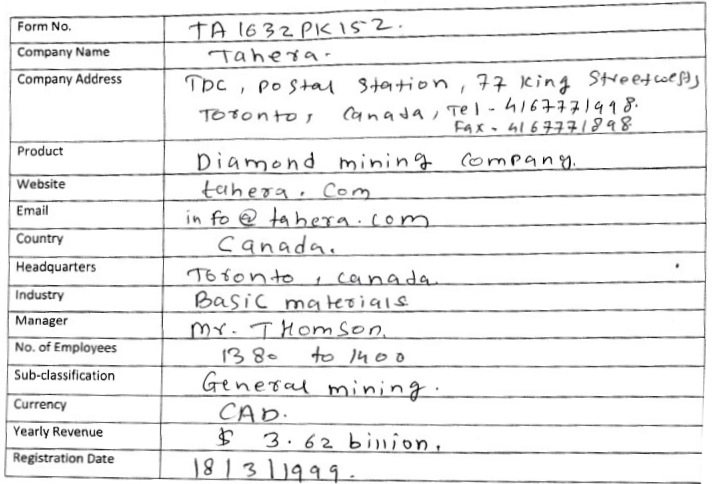 Form No. TA1632PK152.
Company Name Tahera.
Company Address TDC, postal station, 77 King Street(west),
Toronto, Canada, Tel - 4167771998.
Fax - 4167771898
Product Diamond mining company.
Website tahera.com
Email info@tahera.com
Country Canada.
Headquarters Toronto, canada.
Industry Basic materials
Manager Mr. THomson.
No. of Employees 1380 to 1400
Sub-classification General mining.
Currency CAD.
Yearly Revenue $ 3.62 billion.
Registration Date 18/3/1999.